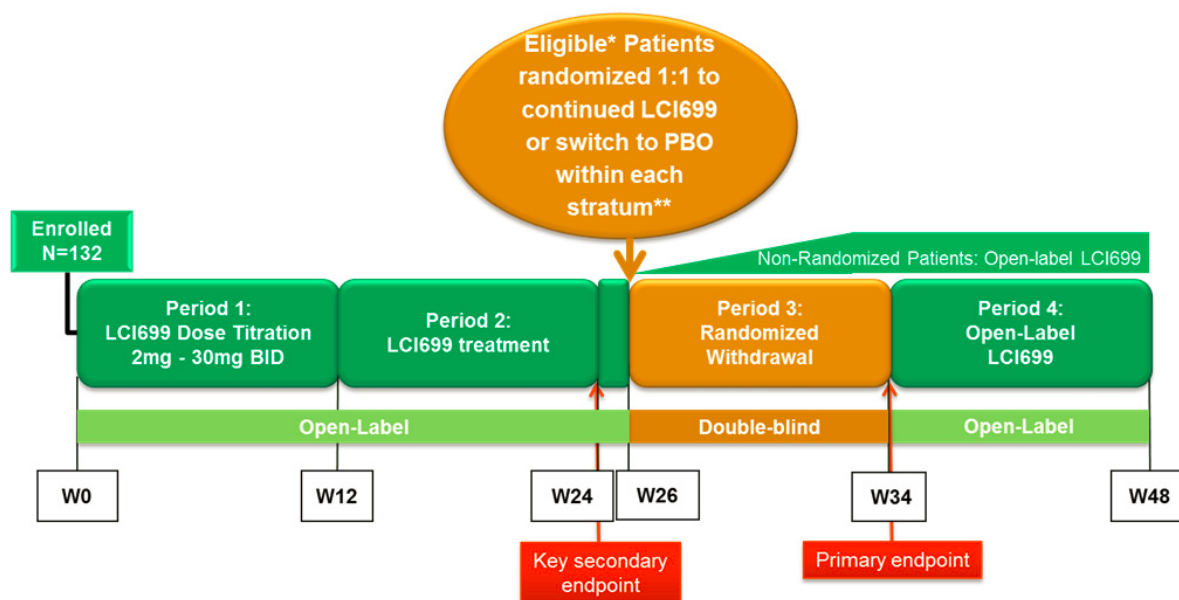 Eligible* Patients
randomized 1:1 to
continued LCI699
or switch to PBO
within each
stratum**
Enrolled
N=132
Non-Randomized Patients: Open-label LCI699
Period 1:
LCI699 Dose Titration
2mg - 30mg BID
Period 2:
LCI699 treatment
Period 3:
Randomized
Withdrawal
Period 4:
Open-Label
LCI699
Open-Label
Double-blind
Open-Label
W0
W12
W24
W26
W34
W48
Key secondary
endpoint
Primary endpoint